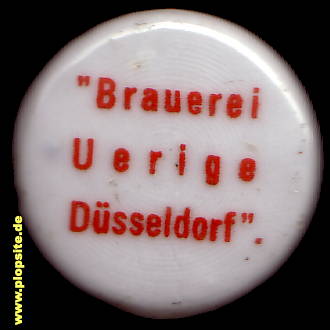 "Brauerei
Uerige
Düsseldorf".
www.plopsite.de